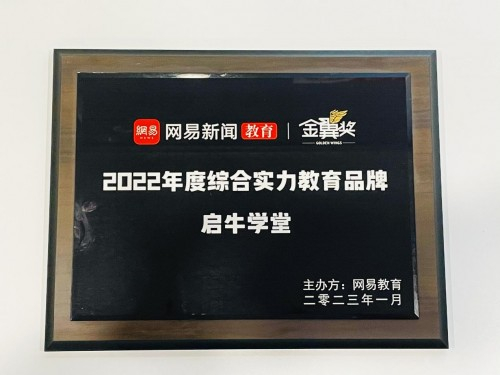 網易 NEWS 网易新闻 教育 | 金翼奖
GOLDEN WINGS
2022年度综合实力教育品牌
启牛学堂
主办方：网易教育
二零二三年一月